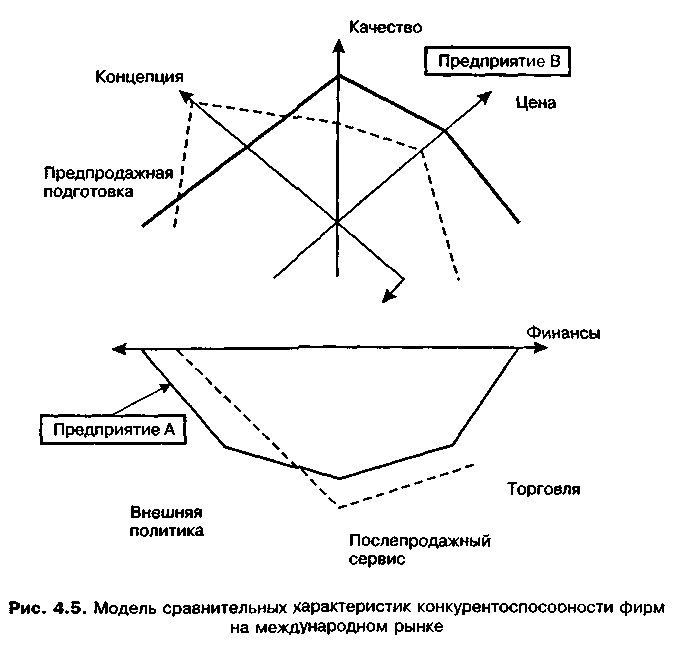 Качество
Предприятие В
Концепция
Цена
Предпродажная
подготовка
Финансы
Предприятие А
Торговля
Внешняя
политика
Послепродажный
сервис
Рис. 4.5. Модель сравнительных характеристик конкурентоспосооности фирм
на международном рынке